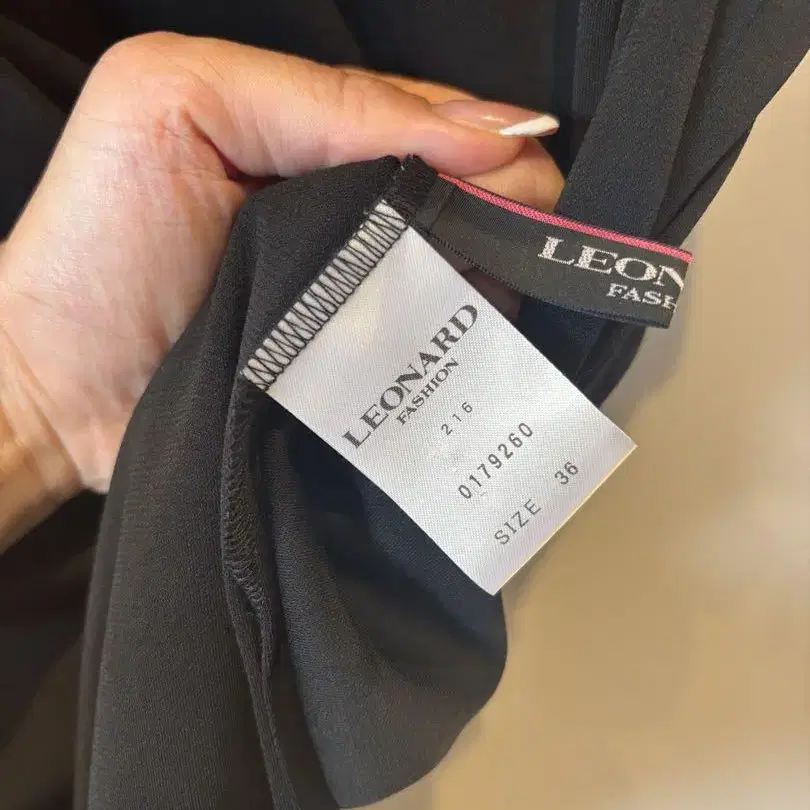 LEON
FASH
LEONARD
FASHION
216
0179260
SIZE 36